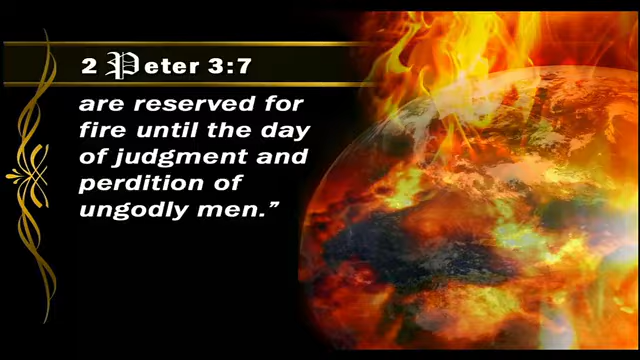 2 Peter 3:7
are reserved for
fire until the day
of judgment and
perdition of
ungodly men.”